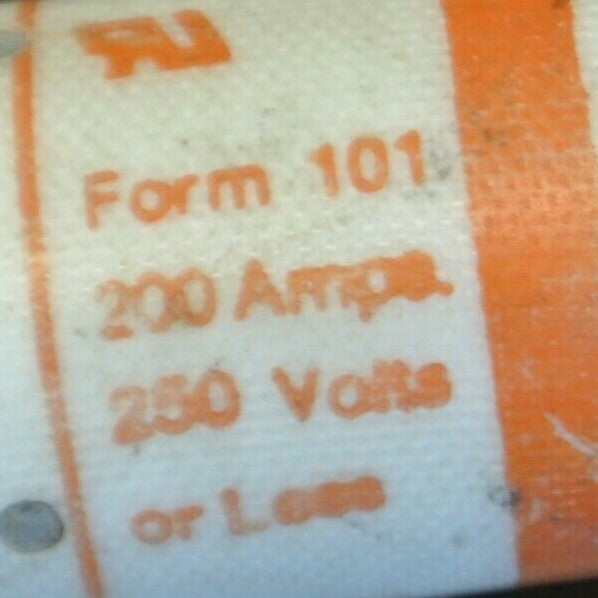 Form 101
200 Amps.
250 Volts
or Less